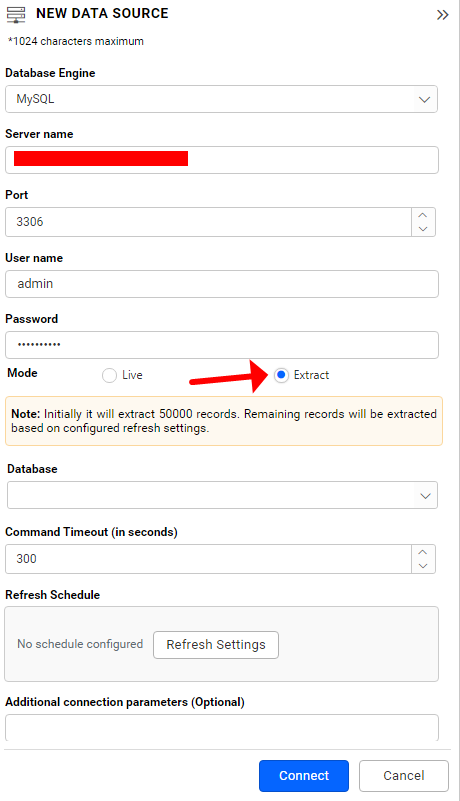 NEW DATA SOURCE
*1024 characters maximum
Database Engine
MySQL
Server name
Port
3306
User name
admin
Password
••••••••••
Mode
Live
Extract
Note: Initially it will extract 50000 records. Remaining records will be extracted
based on configured refresh settings.
Database
Command Timeout (in seconds)
300
Refresh Schedule
No schedule configured
Refresh Settings
Additional connection parameters (Optional)
Connect
Cancel